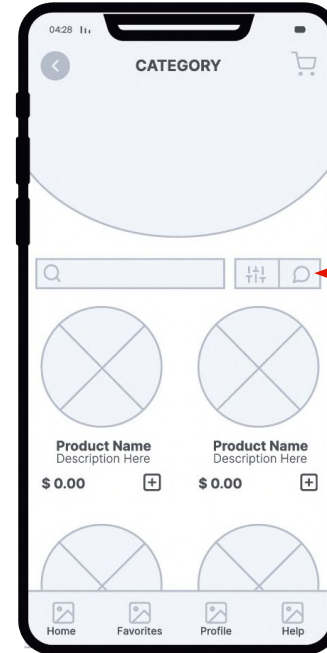 04:28
CATEGORY
Product Name Product Name
Description Here Description Here
$ 0.00 $ 0.00
Home Favorites Profile Help